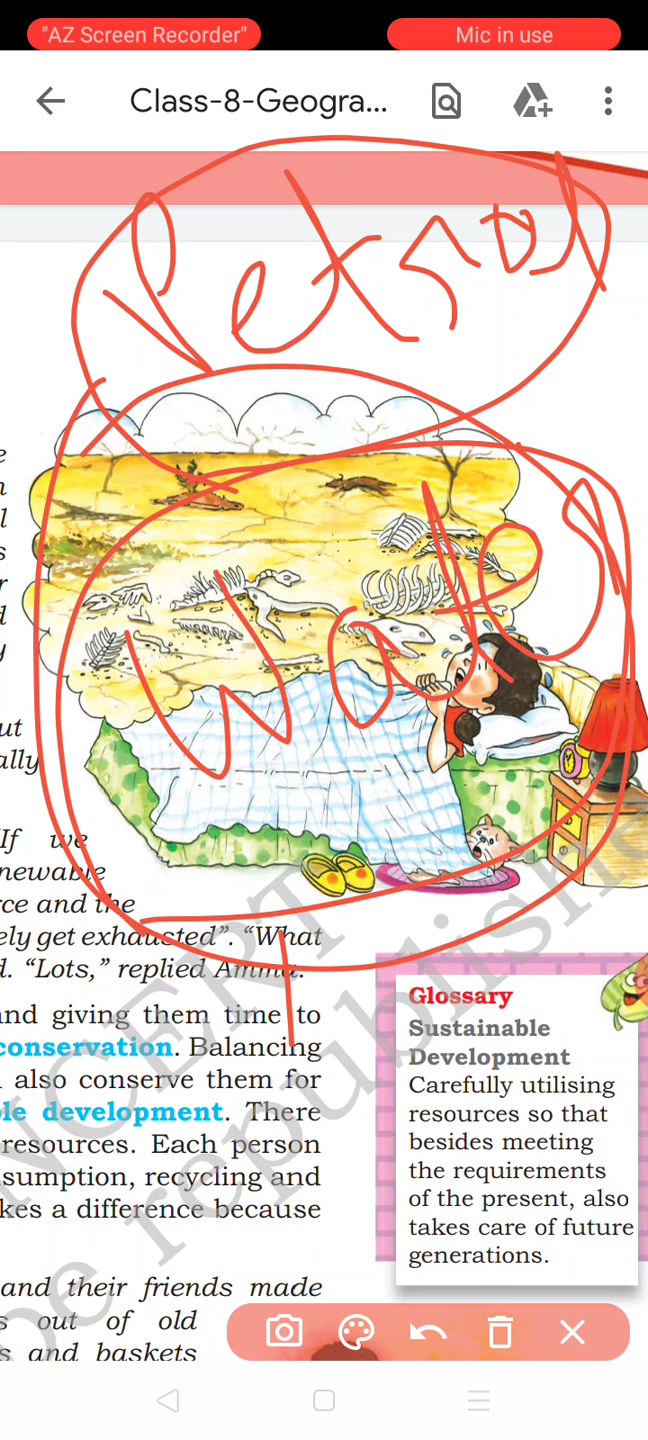 "AZ Screen Recorder"
Mic in use
Class-8-Geogra...
Petrol
Water
e
n
l
s
r
d
y
ut
ally
"If we
newable
rce and the
ely get exhausted". "What
d. "Lots," replied Amma.
and giving them time to
conservation. Balancing
also conserve them for
ble development. There
resources. Each person
sumption, recycling and
kes a difference because
and their friends made
s out of old
s and baskets
Glossary
Sustainable
Development
Carefully utilising
resources so that
besides meeting
the requirements
of the present, also
takes care of future
generations.
NCERT
be republishe